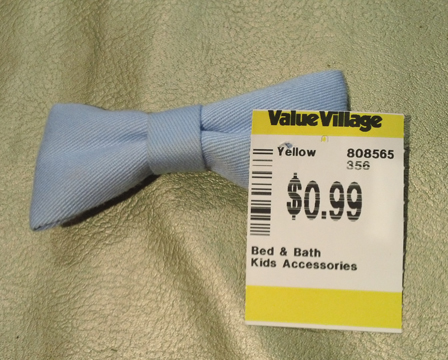 Value Village
Yellow 808565
356
$0.99
Bed & Bath
Kids Accessories